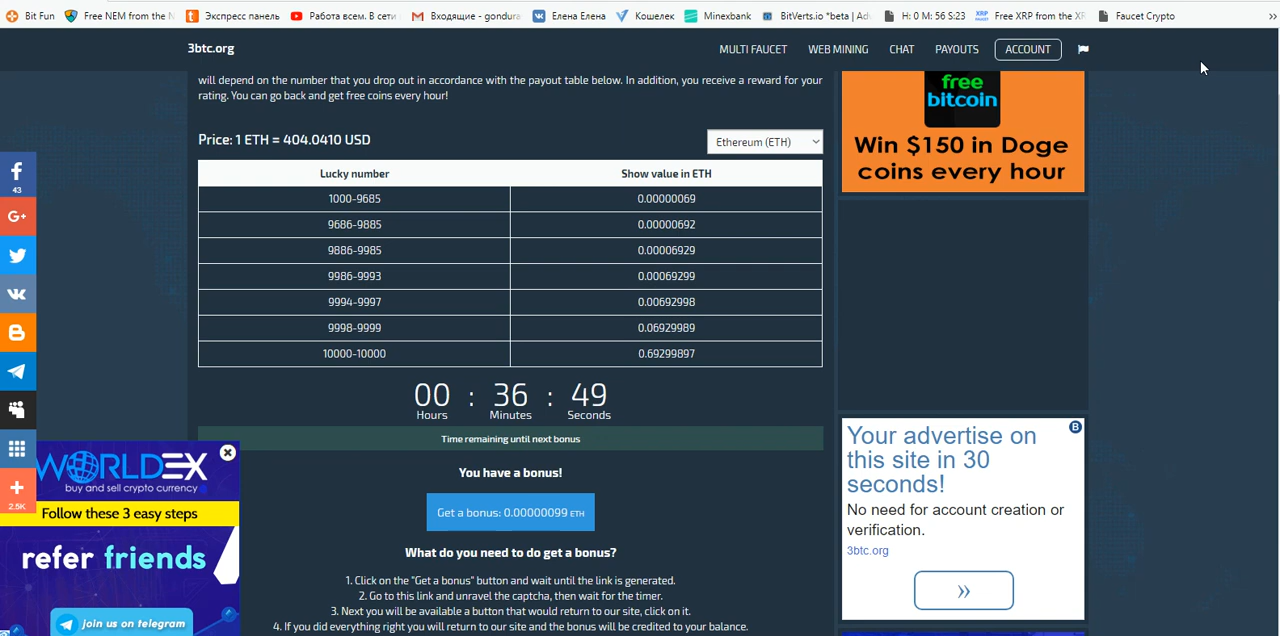 Bit Fun Free NEM from the N Экспресс панель Работа всем. В сети Входящие - gondura Елена Елена Кошелек Minexbank BitVerts.io *beta | Ad H: 0 M: 56 S:23 Free XRP from the XR Faucet Crypto »
3btc.org MULTI FAUCET WEB MINING CHAT PAYOUTS ACCOUNT
will depend on the number that you drop out in accordance with the payout table below. In addition, you receive a reward for your
rating. You can go back and get free coins every hour!
Price: 1 ETH = 404.0410 USD Ethereum (ETH)
Lucky number Show value in ETH
1000-9685 0.00000069
9686-9885 0.00000692
9886-9985 0.00006929
9986-9993 0.00069299
9994-9997 0.00692998
9998-9999 0.06929989
10000-10000 0.69299897
00 : 36 : 49
Hours Minutes Seconds
Time remaining until next bonus
You have a bonus!
Get a bonus: 0.00000099 ETH
What do you need to do get a bonus?
1. Click on the "Get a bonus" button and wait until the link is generated.
2. Go to this link and unravel the captcha, then wait for the timer.
3. Next you will be available a button that would return to our site, click on it.
4. If you did everything right you will return to our site and the bonus will be credited to your balance.
43
G+
2.5K
WORLDEX
buy and sell crypto currency
Follow these 3 easy steps
refer friends
join us on telegram
free
bitcoin
Win $150 in Doge
coins every hour
Your advertise on
this site in 30
seconds!
B
No need for account creation or
verification.
3btc.org
»